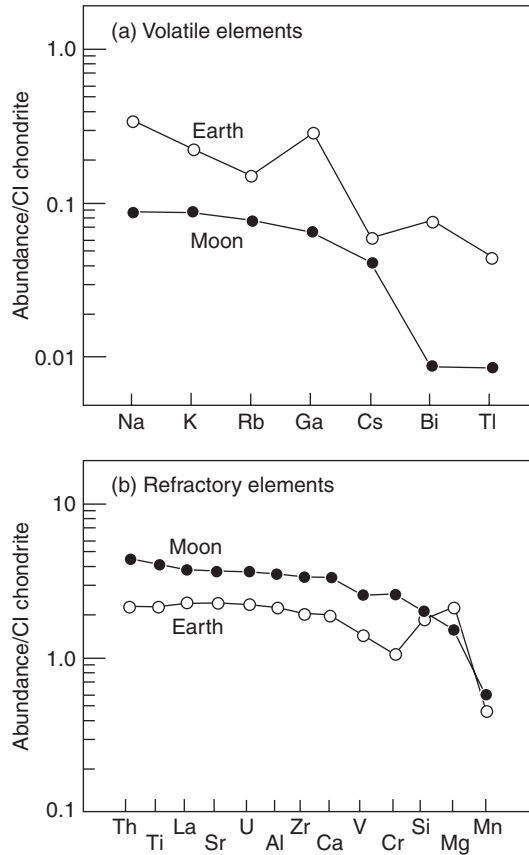 (a) Volatile elements
1.0
Earth
0.1
Moon
0.01
Abundance/CI chondrite
Na K Rb Ga Cs Bi Tl
(b) Refractory elements
10
Moon
Earth
1.0
0.1
Abundance/CI chondrite
Th La U Zr V Si Mn
Ti Sr Al Ca Cr Mg